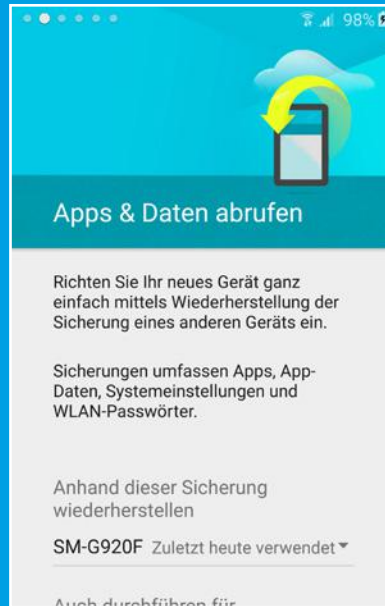 98%
Apps & Daten abrufen
Richten Sie Ihr neues Gerät ganz
einfach mittels Wiederherstellung der
Sicherung eines anderen Geräts ein.
Sicherungen umfassen Apps, App-
Daten, Systemeinstellungen und
WLAN-Passwörter.
Anhand dieser Sicherung
wiederherstellen
SM-G920F Zuletzt heute verwendet
Auch durchführen für